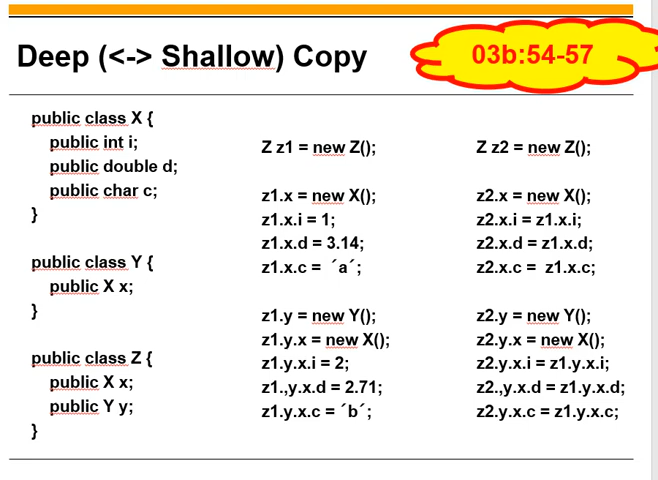 Deep (<-> Shallow) Copy
03b:54-57
public class X {
public int i;
public double d;
public char c;
}
public class Y {
public X x;
}
public class Z {
public X x;
public Y y;
}
Z z1 = new Z();
z1.x = new X();
z1.x.i = 1;
z1.x.d = 3.14;
z1.x.c = ´a´;
z1.y = new Y();
z1.y.x = new X();
z1.y.x.i = 2;
z1.,y.x.d = 2.71;
z1.y.x.c = ´b´;
Z z2 = new Z();
z2.x = new X();
z2.x.i = z1.x.i;
z2.x.d = z1.x.d;
z2.x.c = z1.x.c;
z2.y = new Y();
z2.y.x = new X();
z2.y.x.i = z1.y.x.i;
z2.,y.x.d = z1.y.x.d;
z2.y.x.c = z1.y.x.c;